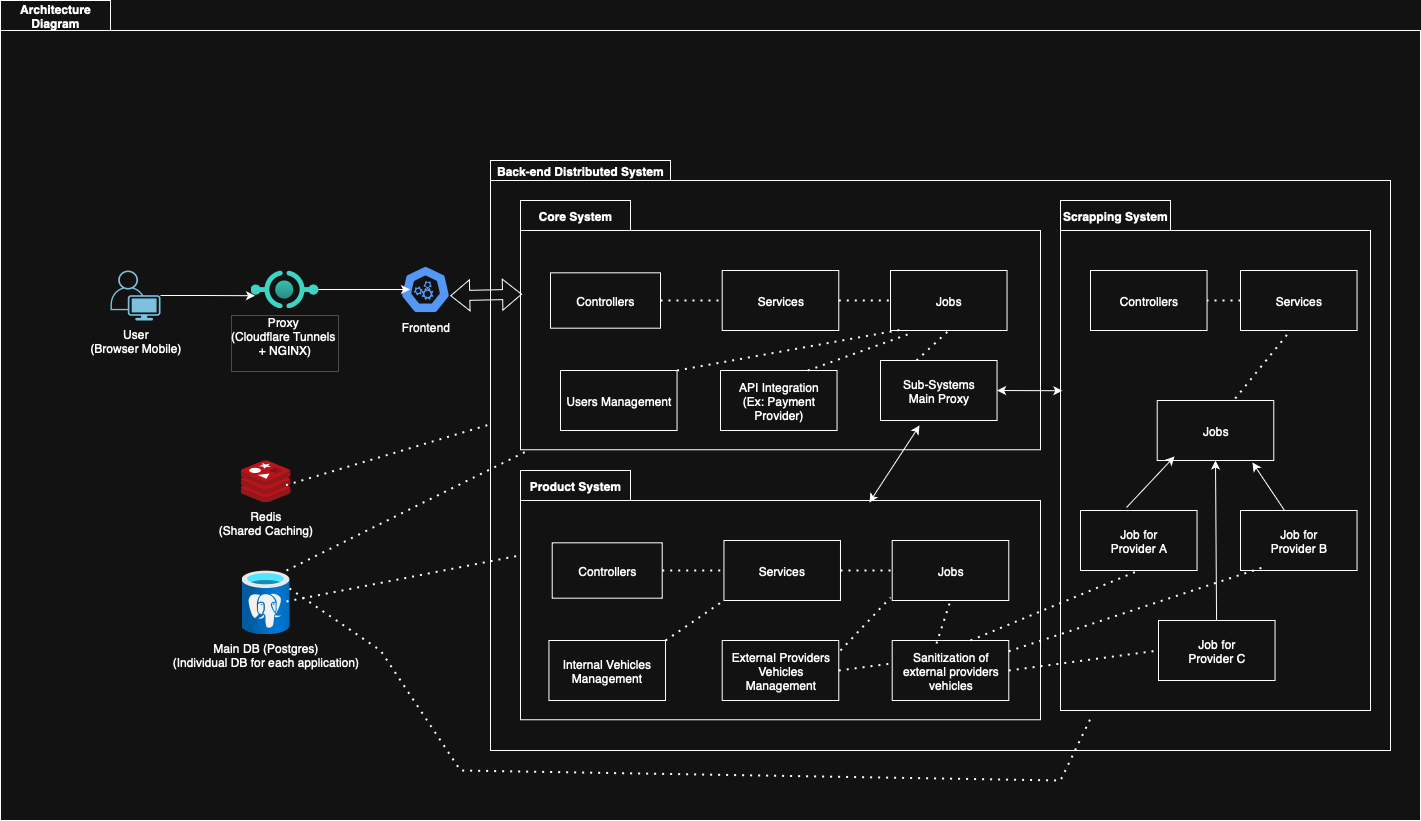 Architecture
Diagram
Back-end Distributed System
Core System
Scrapping System
Controllers
Services
Jobs
Controllers
Services
User
(Browser Mobile)
Proxy
(Cloudflare Tunnels
+ NGINX)
Frontend
Users Management
API Integration
(Ex: Payment
Provider)
Sub-Systems
Main Proxy
Jobs
Product System
Redis
(Shared Caching)
Job for
Provider A
Job for
Provider B
Controllers
Services
Jobs
Main DB (Postgres)
(Individual DB for each application)
Internal Vehicles
Management
External Providers
Vehicles
Management
Sanitization of
external providers
vehicles
Job for
Provider C